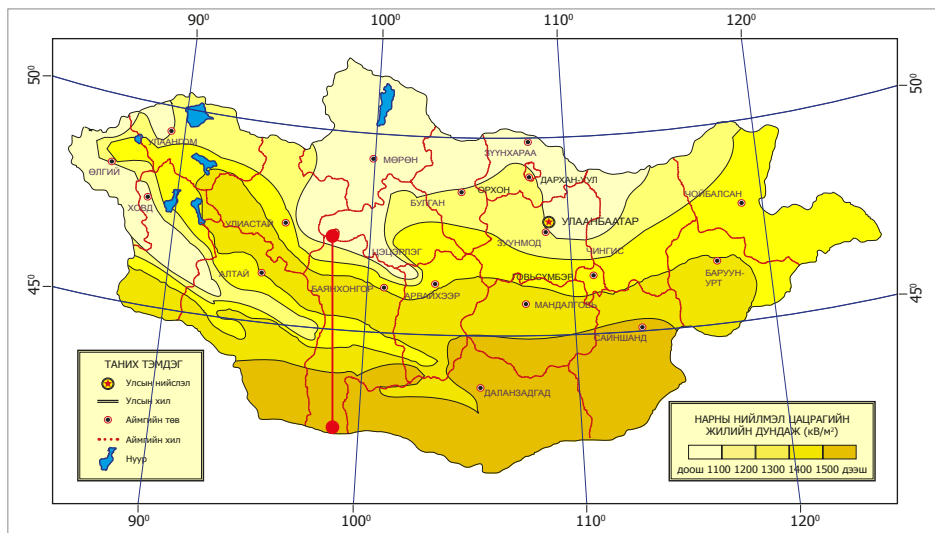 90⁰
100⁰
110⁰
120⁰
50⁰
50⁰
45⁰
45⁰
УЛААНГОМ
ӨЛГИЙ
ХОВД
УЛИАСТАЙ
АЛТАЙ
МӨРӨН
ЗҮҮНХАРАА
ДАРХАН-УУЛ
ОРХОН
БУЛГАН
УЛААНБААТАР
ЗУУНМОД
ЧОЙБАЛСАН
ЦЭЦЭРЛЭГ
ЧИНГИС
БАЯНХОНГОР
АРВАЙХЭЭР
ГОВЬСҮМБЭР
МАНДАЛГОВЬ
БАРУУН-
УРТ
САЙНШАНД
ДАЛАНЗАДГАД
ТАНИХ ТЭМДЭГ
Улсын нийслэл
Улсын хил
Аймгийн төв
Аймгийн хил
Нуур
НАРНЫ НИЙЛМЭЛ ЦАЦРАГИЙН
ЖИЛИЙН ДУНДАЖ (кВ/м²)
доош 1100 1200 1300 1400 1500 дээш
90⁰
100⁰
110⁰
120⁰